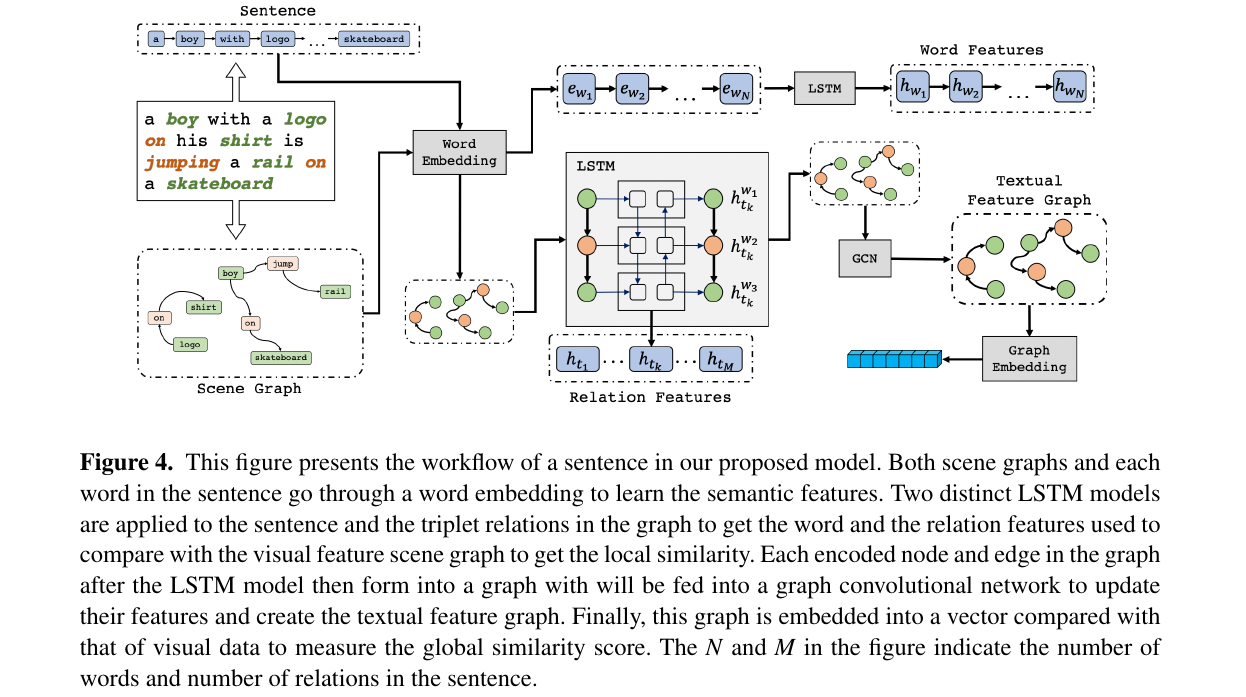 Sentence
a boy with logo ... skateboard
Word Features
e_{w_1} e_{w_2} ... e_{w_N}
LSTM
h_{w_1} h_{w_2} ... h_{w_N}
a boy with a logo
on his shirt is
jumping a rail on
a skateboard
Word
Embedding
LSTM
h_{t_k}^{w_1}
h_{t_k}^{w_2}
h_{t_k}^{w_3}
Textual
Feature Graph
GCN
boy
jump
rail
shirt
on
on
logo
skateboard
Scene Graph
h_{t_1} ... h_{t_k} ... h_{t_M}
Relation Features
Graph
Embedding
Figure 4. This figure presents the workflow of a sentence in our proposed model. Both scene graphs and each
word in the sentence go through a word embedding to learn the semantic features. Two distinct LSTM models
are applied to the sentence and the triplet relations in the graph to get the word and the relation features used to
compare with the visual feature scene graph to get the local similarity. Each encoded node and edge in the graph
after the LSTM model then form into a graph with will be fed into a graph convolutional network to update
their features and create the textual feature graph. Finally, this graph is embedded into a vector compared with
that of visual data to measure the global similarity score. The N and M in the figure indicate the number of
words and number of relations in the sentence.